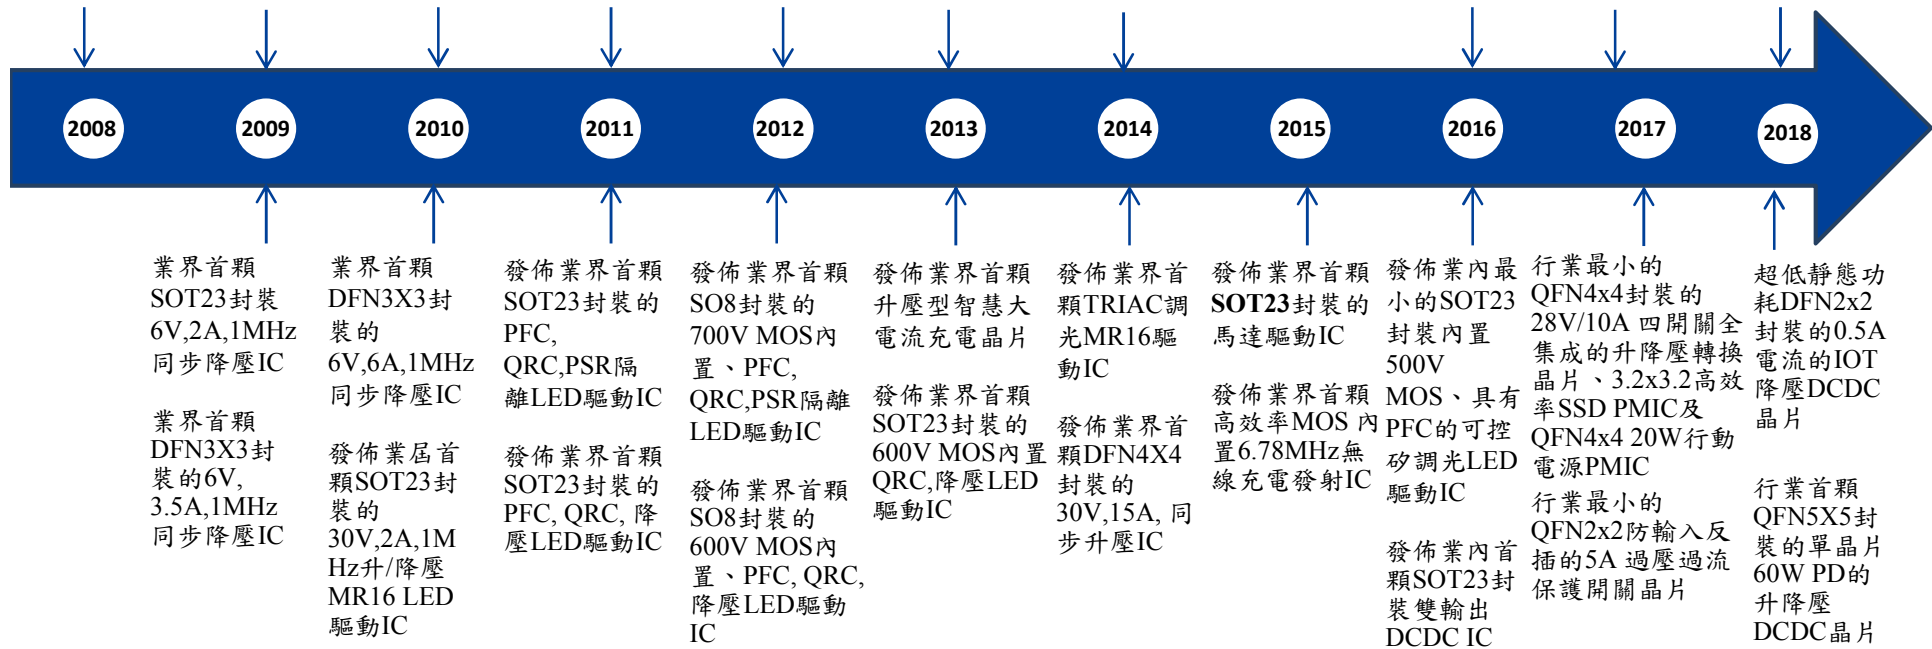 2008
2009
2010
2011
2012
2013
2014
2015
2016
2017
2018
業界首顆
SOT23封裝
6V,2A,1MHz
同步降壓IC
業界首顆
DFN3X3封
裝的6V,
3.5A,1MHz
同步降壓IC
業界首顆
DFN3X3封
裝的
6V,6A,1MHz
同步降壓IC
發佈業屆首
顆SOT23封
裝的
30V,2A,1M
Hz升/降壓
MR16 LED
驅動IC
發佈業界首顆
SOT23封裝的
PFC,
QRC,PSR隔
離LED驅動IC
發佈業界首顆
SOT23封裝的
PFC, QRC, 降
壓LED驅動IC
發佈業界首顆
SO8封裝的
700V MOS內
置、PFC,
QRC,PSR隔離
LED驅動IC
發佈業界首顆
SO8封裝的
600V MOS內
置、PFC, QRC,
降壓LED驅動
IC
發佈業界首顆
升壓型智慧大
電流充電晶片
發佈業界首顆
SOT23封裝的
600V MOS內置
QRC,降壓LED
驅動IC
發佈業界首
顆TRIAC調
光MR16驅
動IC
發佈業界首
顆DFN4X4
封裝的
30V,15A, 同
步升壓IC
發佈業界首顆
SOT23封裝的
馬達驅動IC
發佈業界首顆
高效率MOS 內
置6.78MHz無
線充電發射IC
發佈業內最
小的SOT23
封裝內置
500V
MOS、具有
PFC的可控
矽調光LED
驅動IC
發佈業內首
顆SOT23封
裝雙輸出
DCDC IC
行業最小的
QFN4x4封裝的
28V/10A 四開關全
集成的升降壓轉換
晶片、3.2x3.2高效
率SSD PMIC及
QFN4x4 20W行動
電源PMIC
行業最小的
QFN2x2防輸入反
插的5A 過壓過流
保護開關晶片
超低靜態功
耗DFN2x2
封裝的0.5A
電流的IOT
降壓DCDC
晶片
行業首顆
QFN5X5封
裝的單晶片
60W PD的
升降壓
DCDC晶片